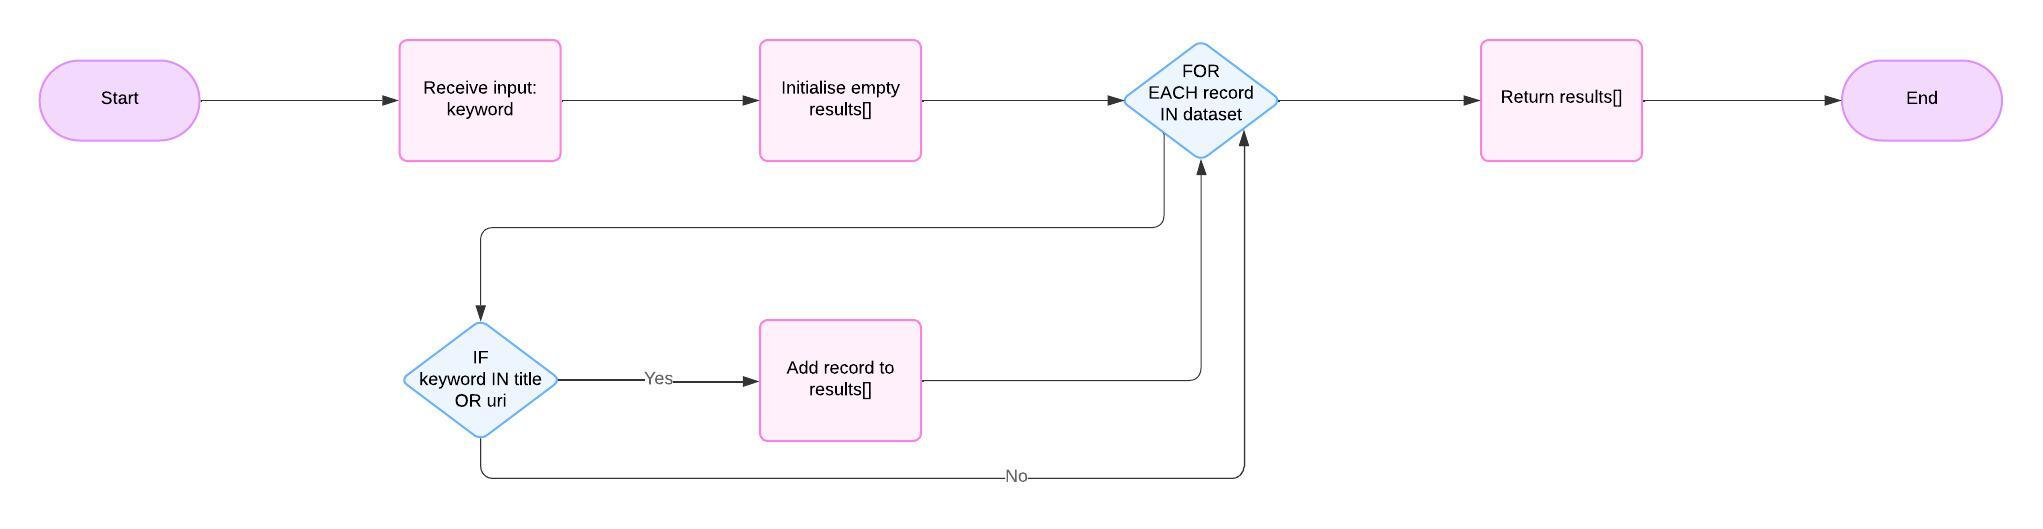 Start
Receive input:
keyword
Initialise empty
results[]
FOR
EACH record
IN dataset
Return results[]
End
IF
keyword IN title
OR uri
Yes
Add record to
results[]
No